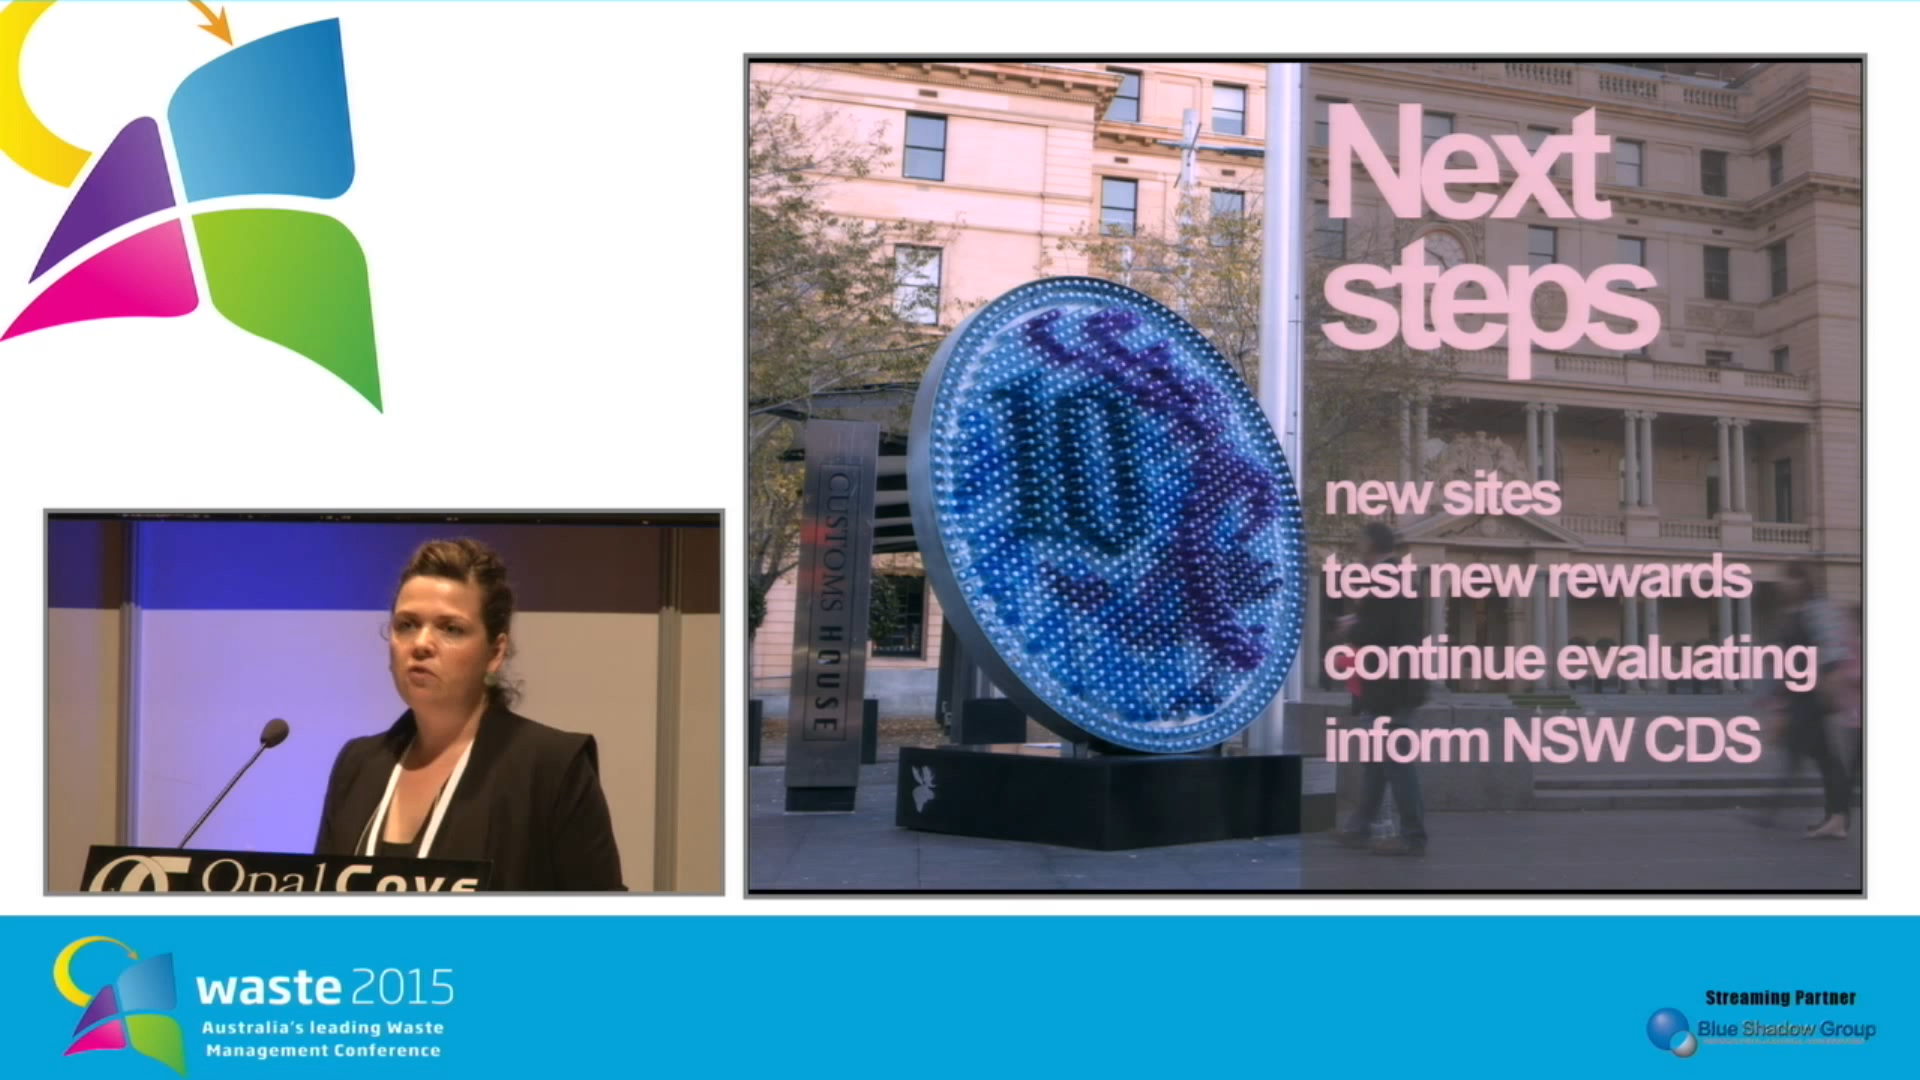 Next
steps
new sites
test new rewards
continue evaluating
inform NSW CDS
10
CUSTOMS HOUSE
Opal Cove
waste 2015
Australia's leading Waste
Management Conference
Streaming Partner
Blue Shadow Group